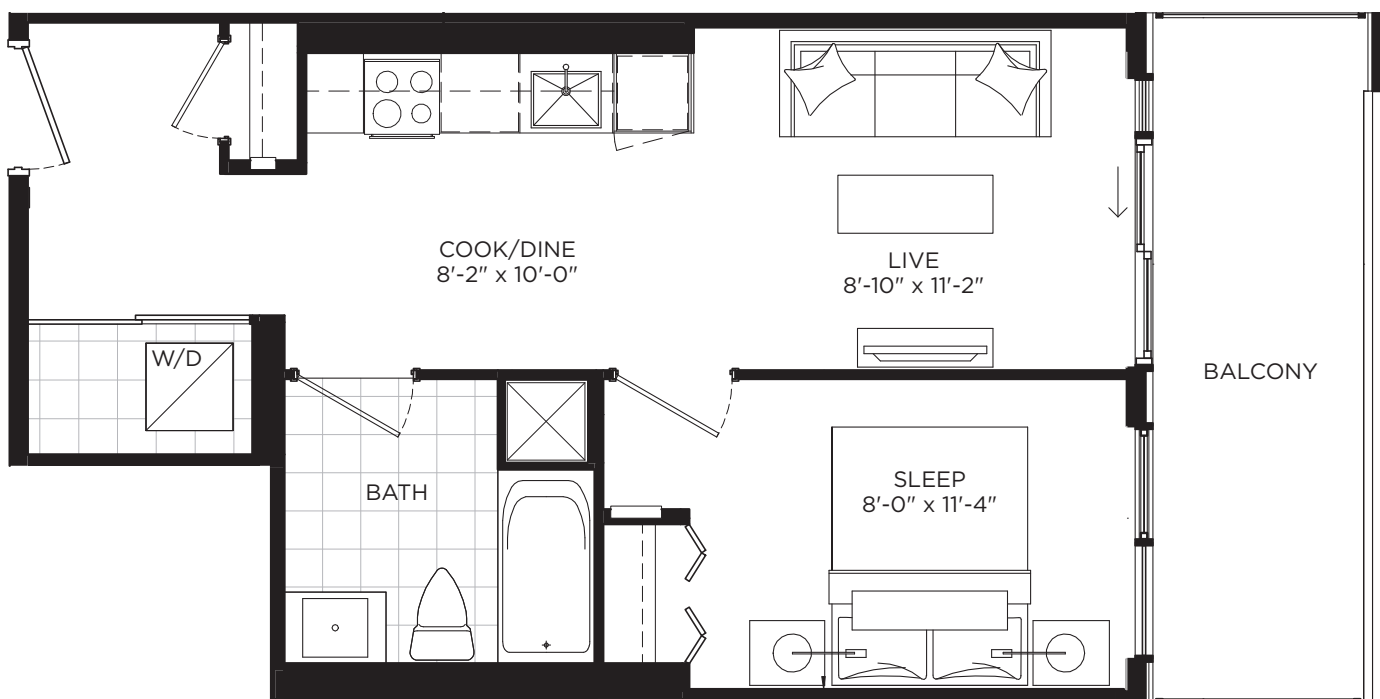 COOK/DINE
8'-2" x 10'-0"
LIVE
8'-10" x 11'-2"
W/D
BALCONY
BATH
SLEEP
8'-0" x 11'-4"